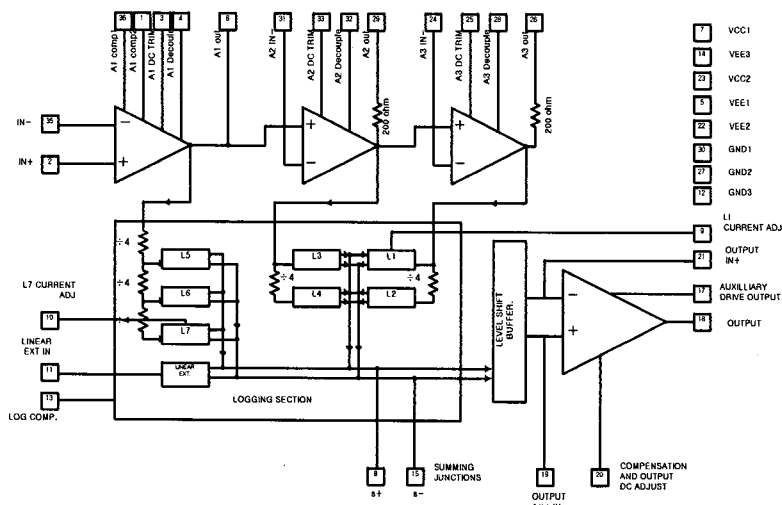 36 1 3 4 6 31 33 32 29 24 25 28 26
A1 comp1
A1 comp2
A1 DC TRIM
A1 Decouple
A1 out
A2 IN-
A2 DC TRIM
A2 Decouple
A2 out
A3 IN-
A3 DC TRIM
A3 Decouple
A3 out
7 VCC1
14 VEE3
23 VCC2
5 VEE1
22 VEE2
30 GND1
27 GND2
12 GND3
200 ohm
200 ohm
IN- 35
IN+ 2
− +
+ −
+ −
L1
CURRENT ADJ
9
21 OUTPUT
IN+
17 AUXILLIARY
DRIVE OUTPUT
18 OUTPUT
÷4
÷4
÷4
÷4
L5
L6
L7
L3
L4
L1
L2
L7 CURRENT
ADJ
10
LINEAR
EXT IN
11
LINEAR
EXT.
13
LOG COMP.
LOGGING SECTION
LEVEL SHIFT
BUFFER.
− +
8 15
s+ s-
SUMMING
JUNCTIONS
19
OUTPUT
20
COMPENSATION
AND OUTPUT
DC ADJUST